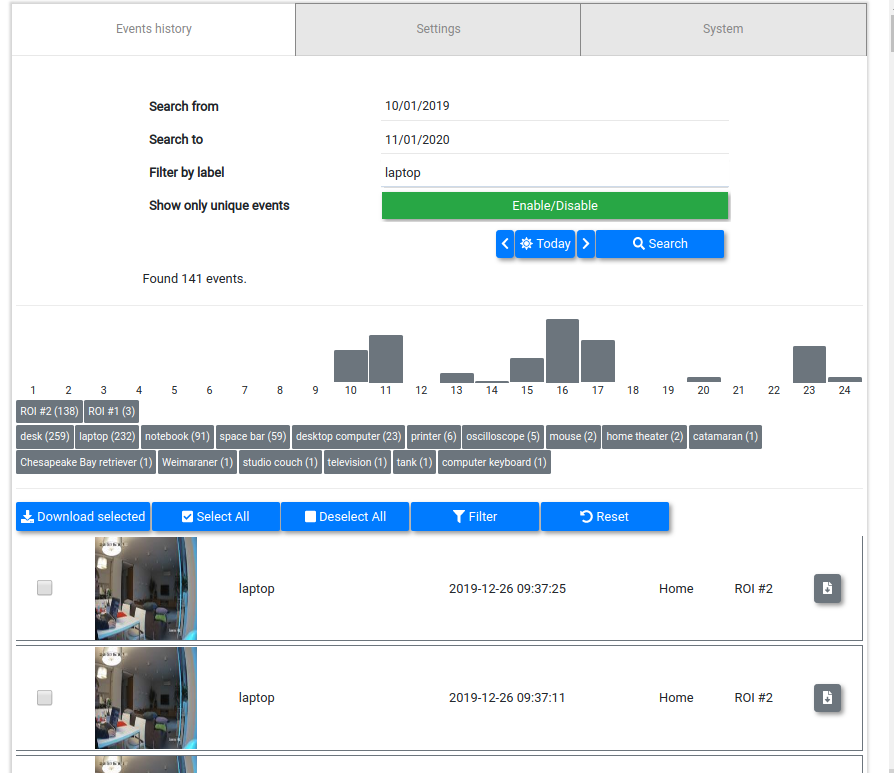 Events history Settings System
Search from 10/01/2019
Search to 11/01/2020
Filter by label laptop
Show only unique events Enable/Disable
Today Search
Found 141 events.
1 2 3 4 5 6 7 8 9 10 11 12 13 14 15 16 17 18 19 20 21 22 23 24
ROI #2 (138) ROI #1 (3)
desk (259) laptop (232) notebook (91) space bar (59) desktop computer (23) printer (6) oscilloscope (5) mouse (2) home theater (2) catamaran (1)
Chesapeake Bay retriever (1) Weimaraner (1) studio couch (1) television (1) tank (1) computer keyboard (1)
Download selected Select All Deselect All Filter Reset
laptop 2019-12-26 09:37:25 Home ROI #2
laptop 2019-12-26 09:37:11 Home ROI #2